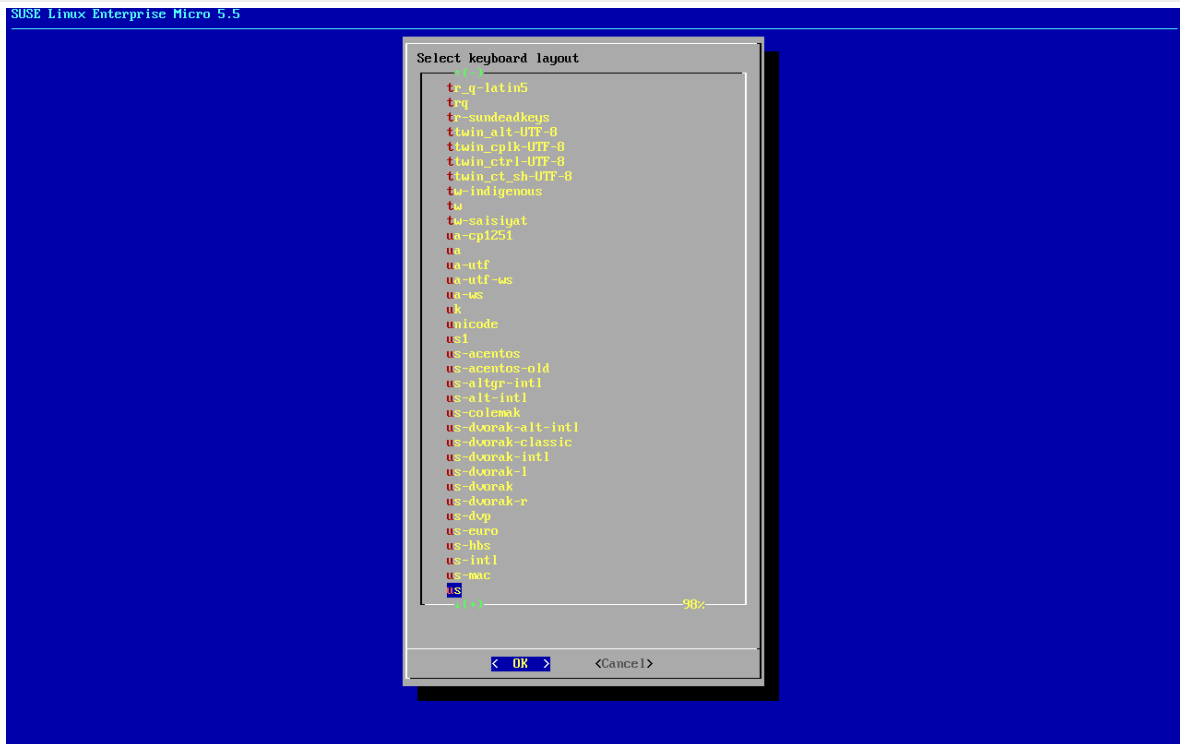 SUSE Linux Enterprise Micro 5.5
Select keyboard layout
^(-)
tr_q-latin5
trq
tr-sundeadkeys
ttwin_alt-UTF-8
ttwin_cplk-UTF-8
ttwin_ctrl-UTF-8
ttwin_ct_sh-UTF-8
tw-indigenous
tw
tw-saisiyat
ua-cp1251
ua
ua-utf
ua-utf-ws
ua-ws
uk
unicode
us1
us-acentos
us-acentos-old
us-altgr-intl
us-alt-intl
us-colemak
us-dvorak-alt-intl
us-dvorak-classic
us-dvorak-intl
us-dvorak-l
us-dvorak
us-dvorak-r
us-dvp
us-euro
us-hbs
us-intl
us-mac
us
(+) 98%
< OK > <Cancel>